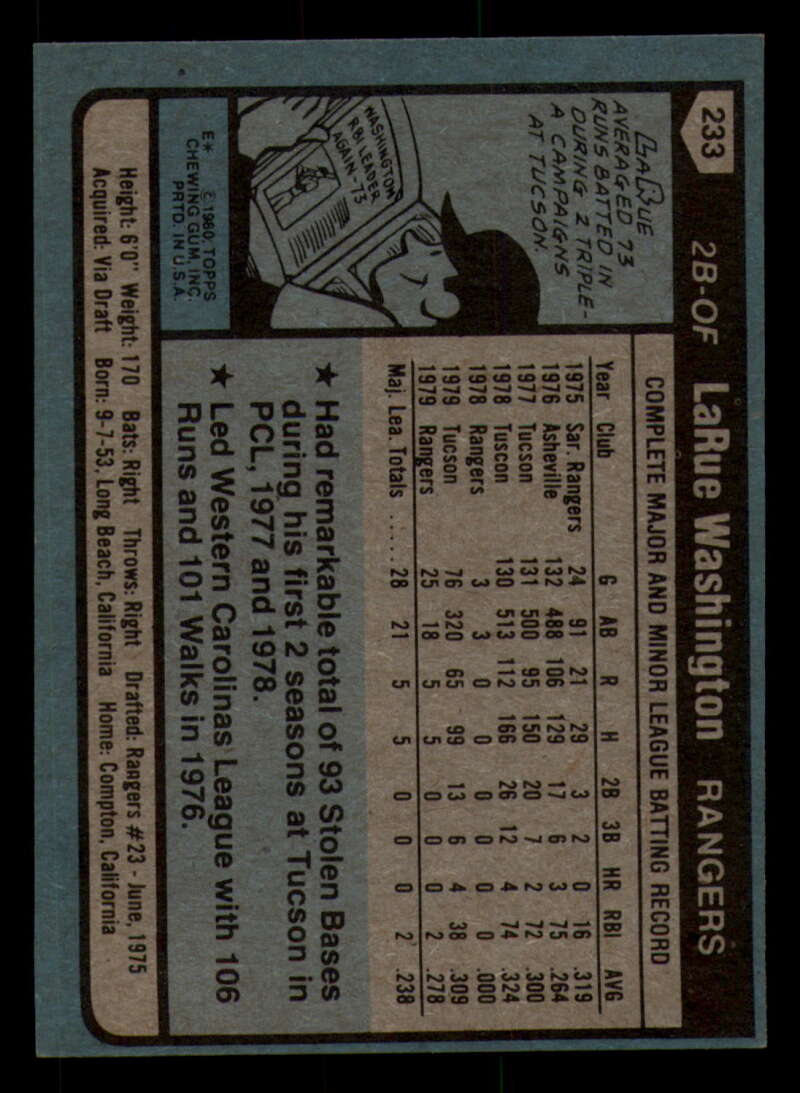 233 2B-OF LaRue Washington RANGERS
COMPLETE MAJOR AND MINOR LEAGUE BATTING RECORD
Year Club G AB R H 2B 3B HR RBI AVG
1975 Sar. Rangers 24 91 21 29 3 2 0 16 .319
1976 Asheville 132 488 106 129 17 6 3 75 .264
1977 Tucson 131 500 95 150 20 7 2 72 .300
1978 Tuscon 130 513 112 166 26 12 4 74 .324
1978 Rangers 3 3 0 0 0 0 0 0 .000
1979 Tucson 76 320 65 99 13 6 4 38 .309
1979 Rangers 25 18 5 5 0 0 0 2 .278
Maj. Lea. Totals ...... 28 21 5 5 0 0 0 2 .238
LARUE
AVERAGED 73
RUNS BATTED IN
DURING 2 TRIPLE-
A CAMPAIGNS
AT TUCSON.
WASHINGTON
RBI LEADER
AGAIN-73
★ Had remarkable total of 93 Stolen Bases
during his first 2 seasons at Tucson in
PCL, 1977 and 1978.
★ Led Western Carolinas League with 106
Runs and 101 Walks in 1976.
E* © 1980 TOPPS
CHEWING GUM, INC.
PRTD. IN U.S.A.
Height: 6'0" Weight: 170 Bats: Right Throws: Right Drafted: Rangers #23 - June, 1975
Acquired: Via Draft Born: 9-7-53, Long Beach, California Home: Compton, California